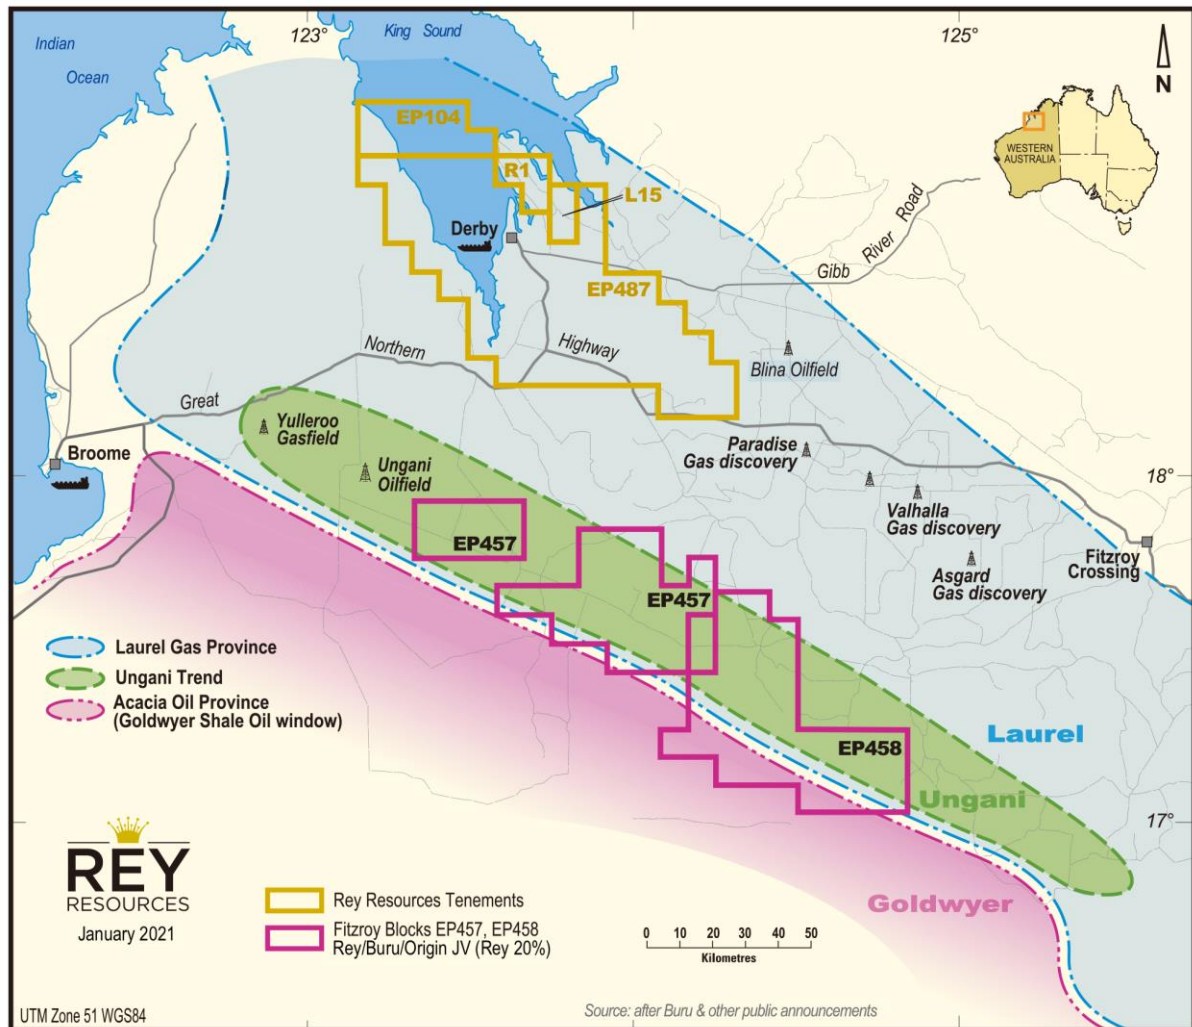 Indian
Ocean
123°
King Sound
125°
N
WESTERN
AUSTRALIA
EP104
R1
L15
Derby
EP487
Gibb River Road
Northern
Highway
Great
Blina Oilfield
Yulleroo
Gasfield
Ungani
Oilfield
Broome
Paradise
Gas discovery
18°
Valhalla
Gas discovery
Fitzroy
Crossing
Asgard
Gas discovery
EP457
EP457
EP458
Laurel Gas Province
Ungani Trend
Acacia Oil Province
(Goldwyer Shale Oil window)
Laurel
Ungani
17°
Goldwyer
REY
RESOURCES
January 2021
Rey Resources Tenements
Fitzroy Blocks EP457, EP458
Rey/Buru/Origin JV (Rey 20%)
0 10 20 30 40 50
Kilometres
UTM Zone 51 WGS84
Source: after Buru & other public announcements